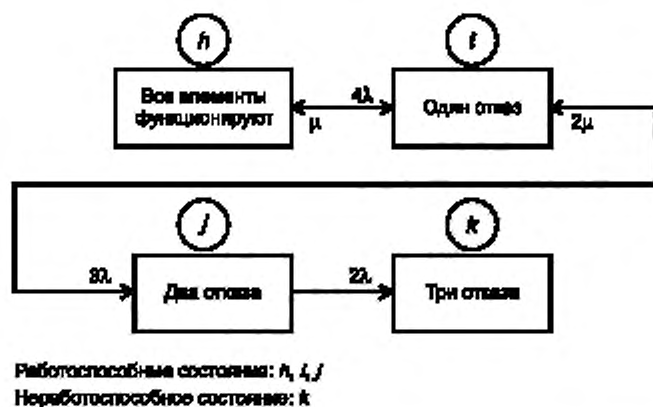 h
i
Все элементы функционируют
4λ
μ
Один отказ
2μ
j
k
3λ
Два отказа
2λ
Три отказа
Работоспособные состояния: h, i, j
Неработоспособное состояние: k